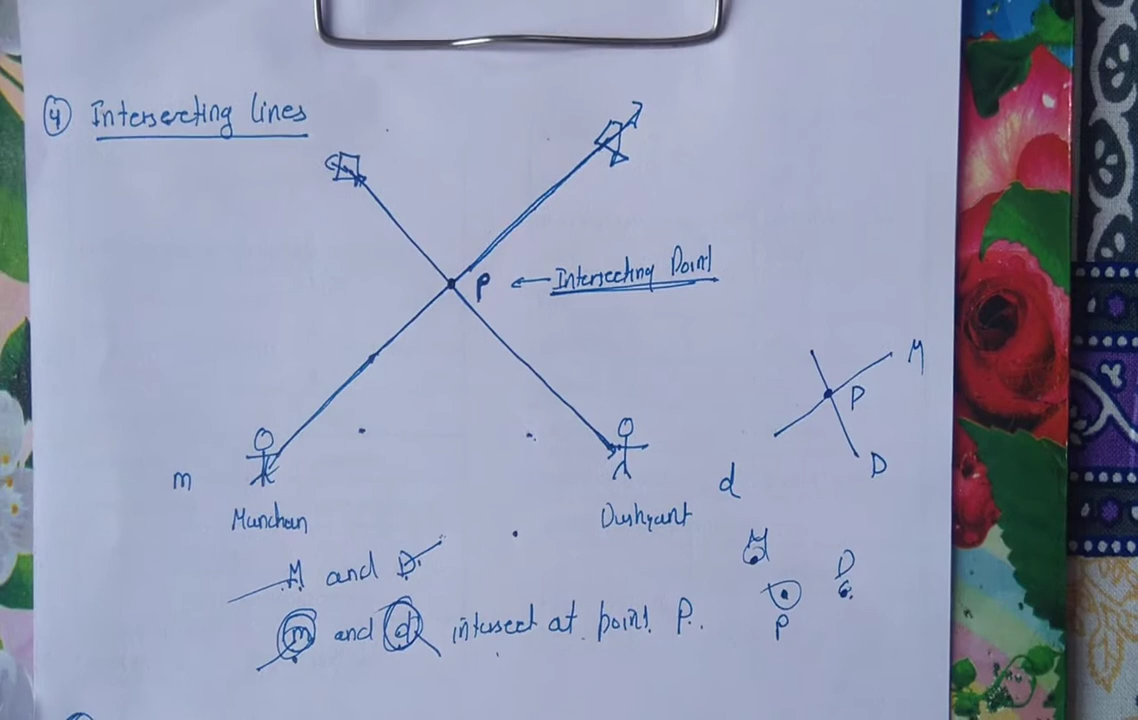 4 Intersecting lines
P ← Intersecting Point
M
P
D
m
d
Munchun
Dushyant
M and D.
M
D
m and d intersect at point P.
P